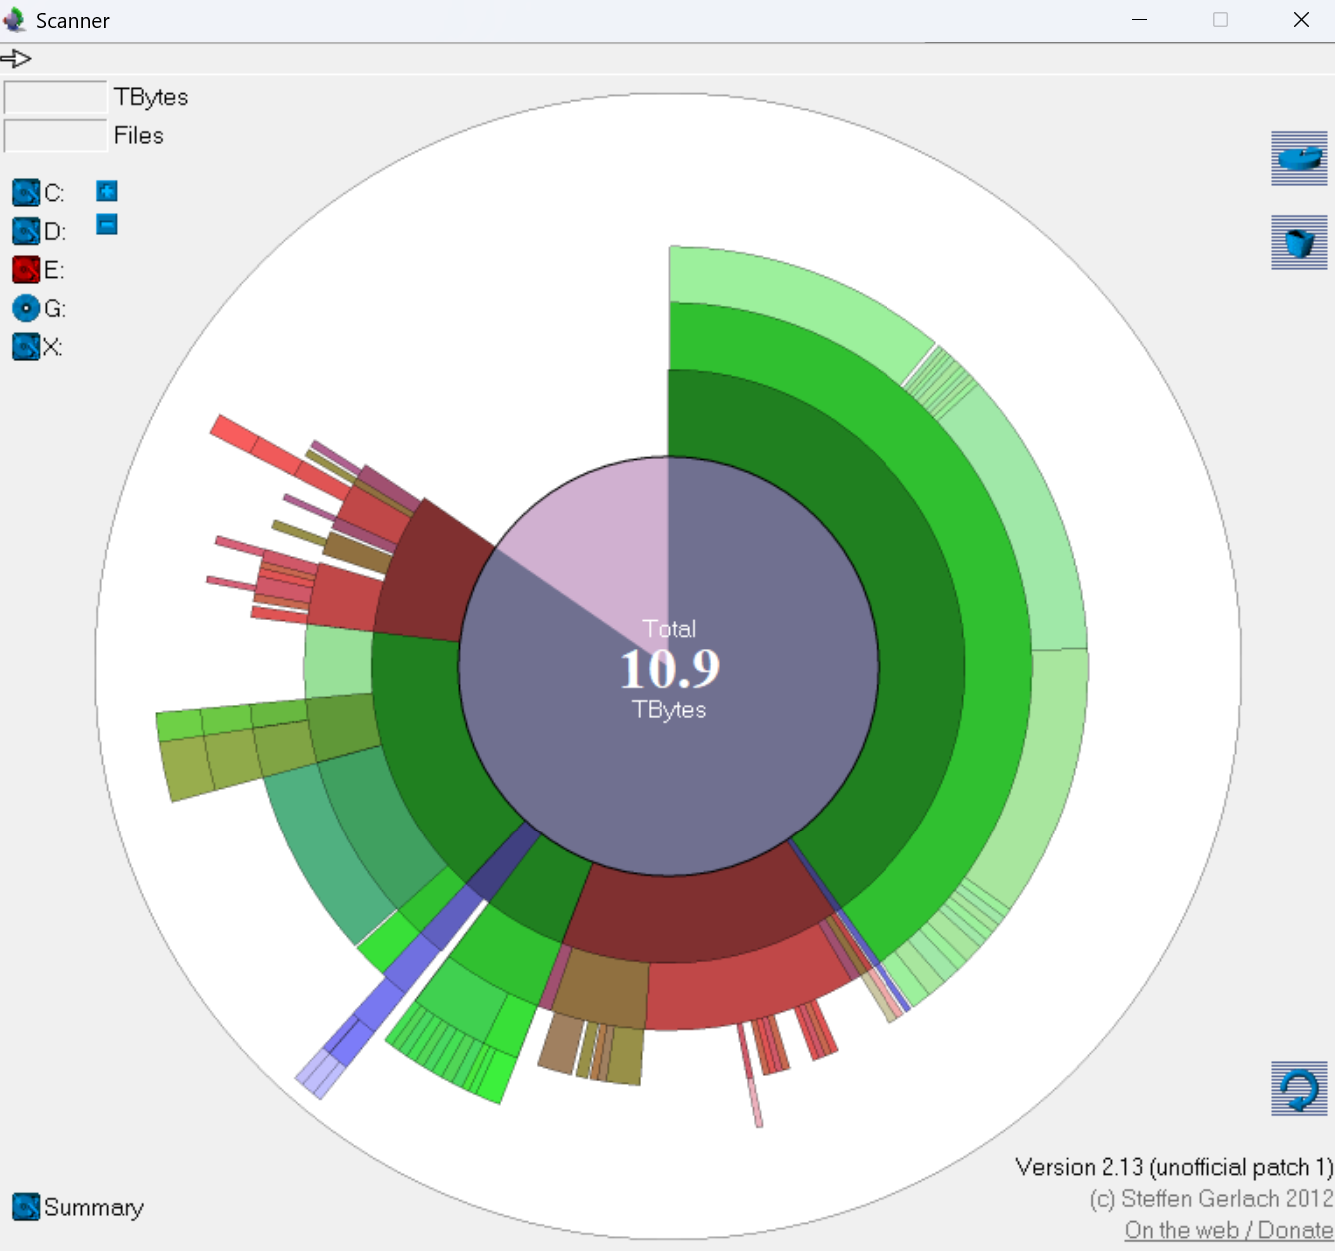 Scanner
TBytes
Files
C:
D:
E:
G:
X:
Total
10.9
TBytes
Version 2.13 (unofficial patch 1)
(c) Steffen Gerlach 2012
On the web / Donate
Summary